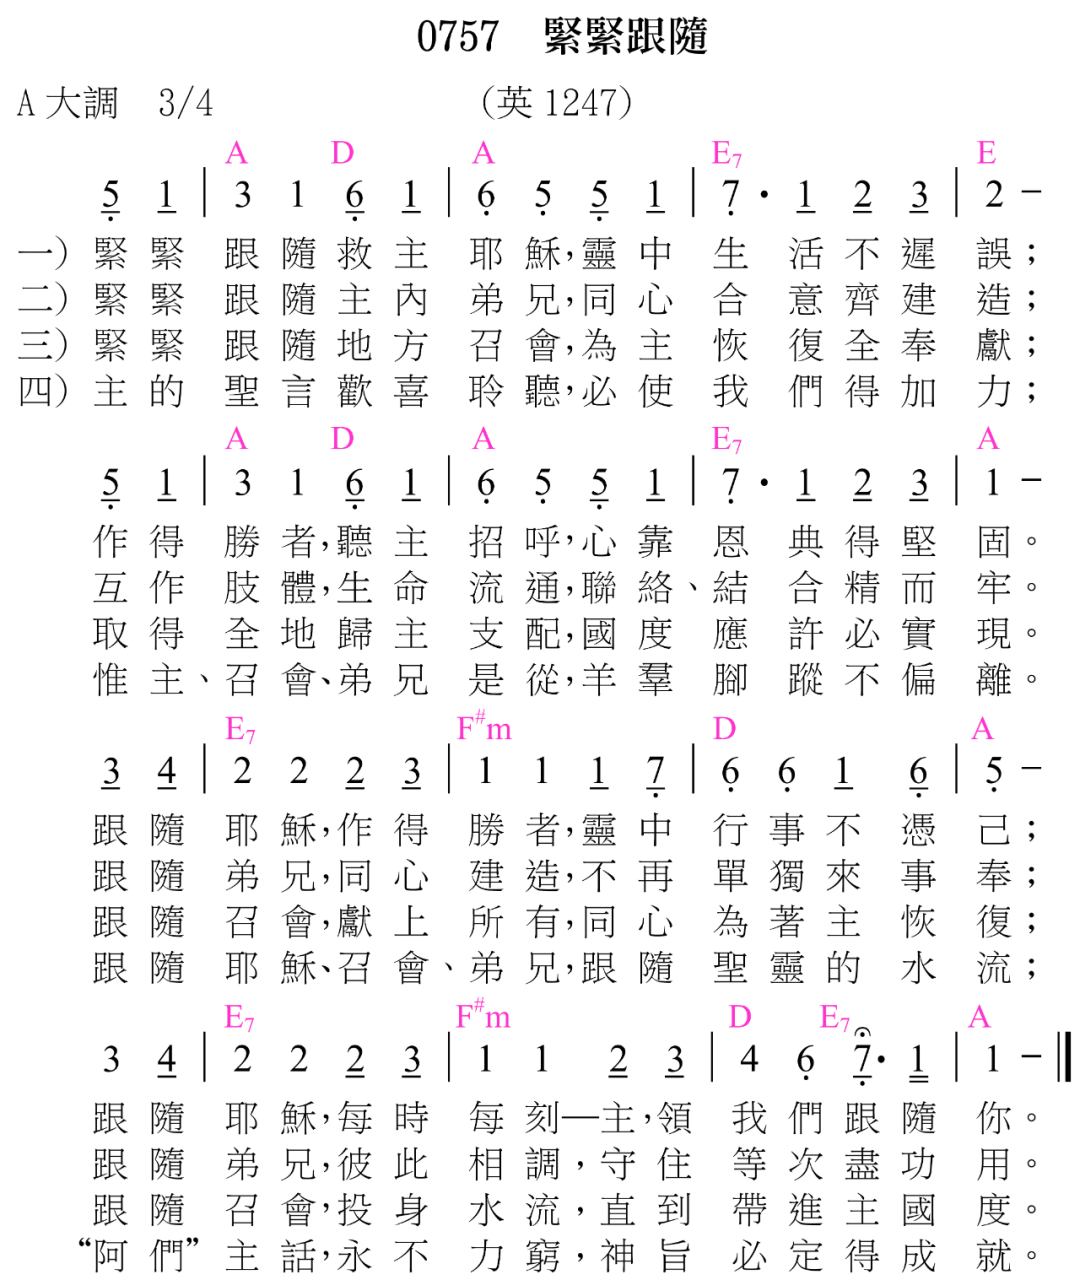 0757 緊緊跟隨
A 大調 3/4 (英 1247)
A D A E7 E
5 1 | 3 1 6 1 | 6 5 5 1 | 7 · 1 2 3 | 2 –
一) 緊緊 跟隨救主 耶穌,靈中 生活不遲 誤;
二) 緊緊 跟隨主內 弟兄,同心 合意齊建 造;
三) 緊緊 跟隨地方 召會,為主 恢復全奉 獻;
四) 主的 聖言歡喜 聆聽,必使 我們得加 力;
A D A E7 A
5 1 | 3 1 6 1 | 6 5 5 1 | 7 · 1 2 3 | 1 –
作得 勝者,聽主 招呼,心靠 恩典得堅 固。
互作 肢體,生命 流通,聯絡、結合精而 牢。
取得 全地歸主 支配,國度 應許必實 現。
惟主、召會、弟兄 是從,羊羣 腳蹤不偏 離。
E7 F#m D A
3 4 | 2 2 2 3 | 1 1 1 7 | 6 6 1 6 | 5 –
跟隨 耶穌,作得 勝者,靈中 行事不憑 己;
跟隨 弟兄,同心 建造,不再 單獨來事 奉;
跟隨 召會,獻上 所有,同心 為著主恢 復;
跟隨 耶穌、召會、弟兄,跟隨 聖靈的水 流;
E7 F#m D E7 A
3 4 | 2 2 2 3 | 1 1 2 3 | 4 6 7· 1 | 1 –
跟隨 耶穌,每時 每刻—主,領 我們跟隨 你。
跟隨 弟兄,彼此 相調,守住 等次盡功 用。
跟隨 召會,投身 水流,直到 帶進主國 度。
“阿們” 主話,永不 力窮,神旨 必定得成 就。